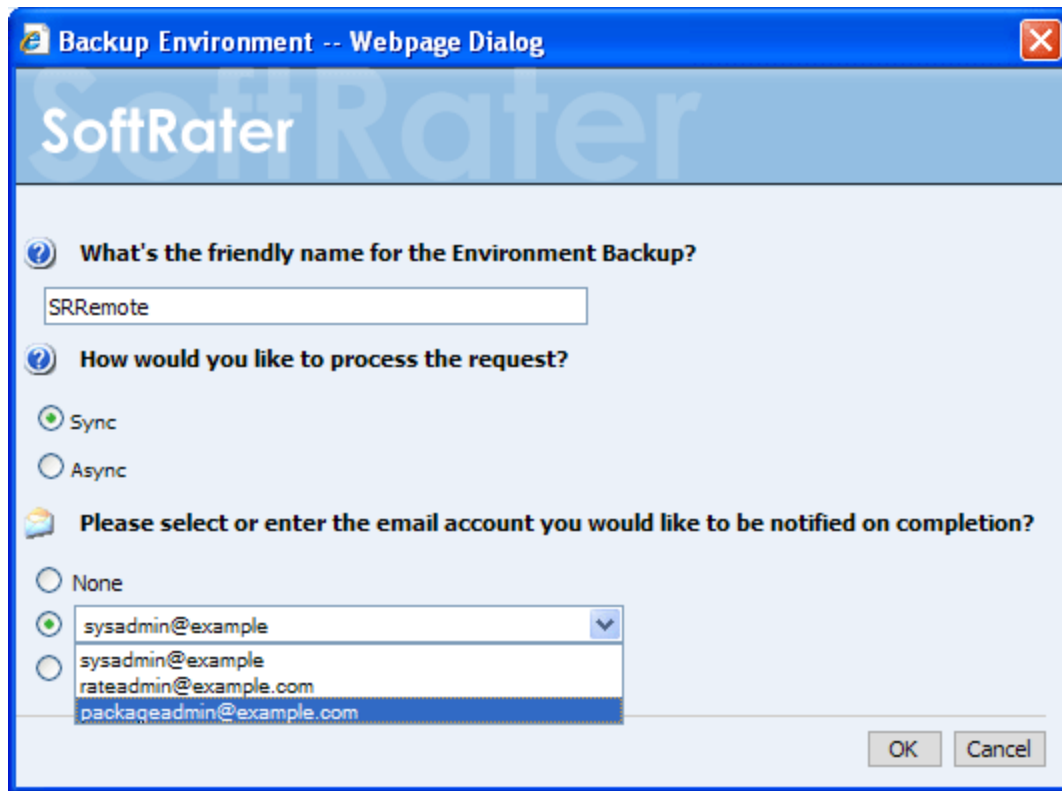 Backup Environment -- Webpage Dialog
SoftRater
SoftRater
What's the friendly name for the Environment Backup?
SRRemote
How would you like to process the request?
Sync
Async
Please select or enter the email account you would like to be notified on completion?
None
sysadmin@example
sysadmin@example
rateadmin@example.com
packageadmin@example.com
OK Cancel